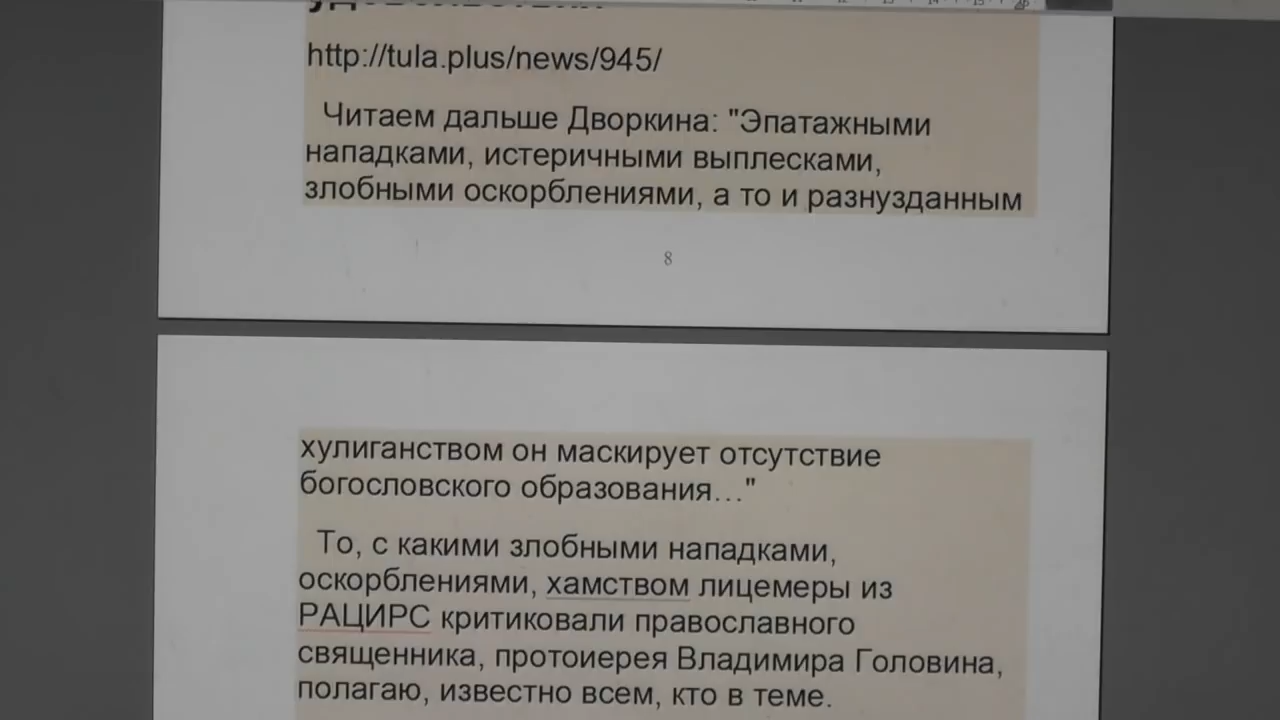 http://tula.plus/news/945/
Читаем дальше Дворкина: "Эпатажными
нападками, истеричными выплесками,
злобными оскорблениями, а то и разнузданным
8
хулиганством он маскирует отсутствие
богословского образования…"
То, с какими злобными нападками,
оскорблениями, хамством лицемеры из
РАЦИРС критиковали православного
священника, протоиерея Владимира Головина,
полагаю, известно всем, кто в теме.